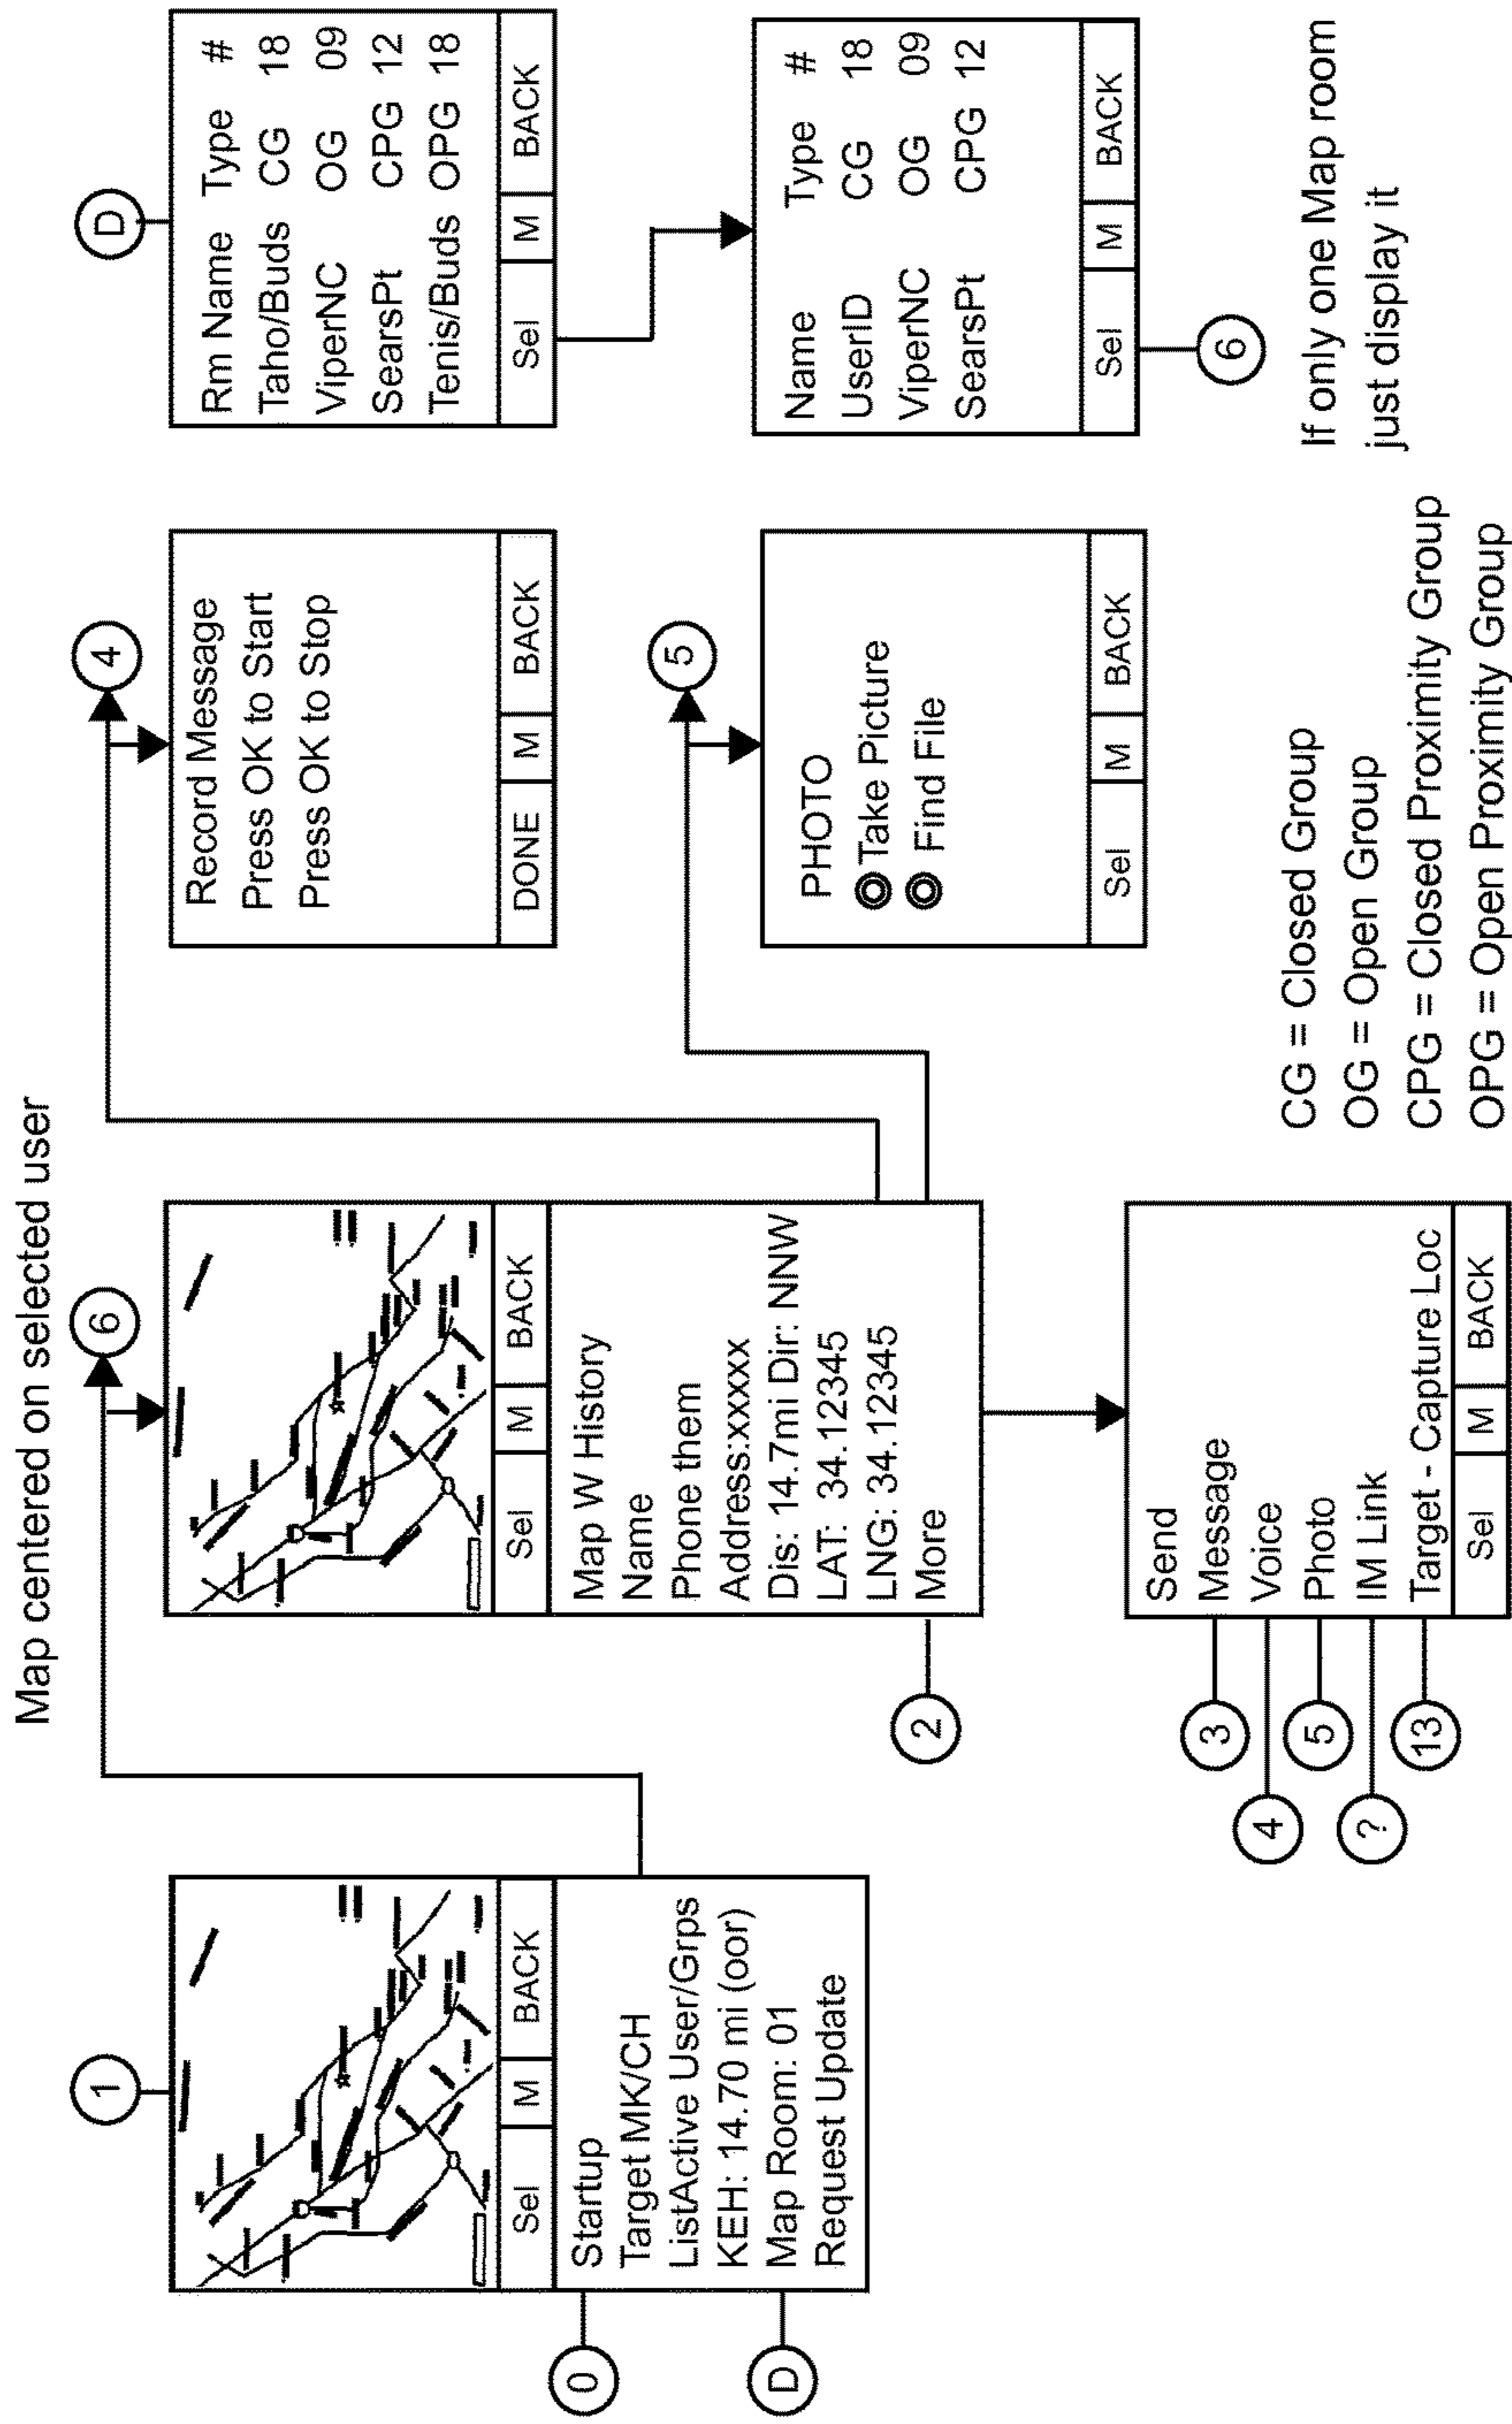 Map centered on selected user
1
Sel M BACK
Startup
Target MK/CH
ListActive User/Grps
KEH: 14.70 mi (oor)
Map Room: 01
Request Update
0
D
6
Sel M BACK
Map W History
Name
Phone them
Address:xxxxx
Dis: 14.7mi Dir: NNW
LAT: 34.12345
LNG: 34.12345
More
2
Send
Message
Voice
Photo
IM Link
Target - Capture Loc
Sel M BACK
3
4
5
?
13
4
Record Message
Press OK to Start
Press OK to Stop
DONE M BACK
5
PHOTO
Take Picture
Find File
Sel M BACK
CG = Closed Group
OG = Open Group
CPG = Closed Proximity Group
OPG = Open Proximity Group
D
Rm Name Type #
Taho/Buds CG 18
ViperNC OG 09
SearsPt CPG 12
Tenis/Buds OPG 18
Sel M BACK
Name Type #
UserID CG 18
ViperNC OG 09
SearsPt CPG 12
Sel M BACK
6
If only one Map room
just display it